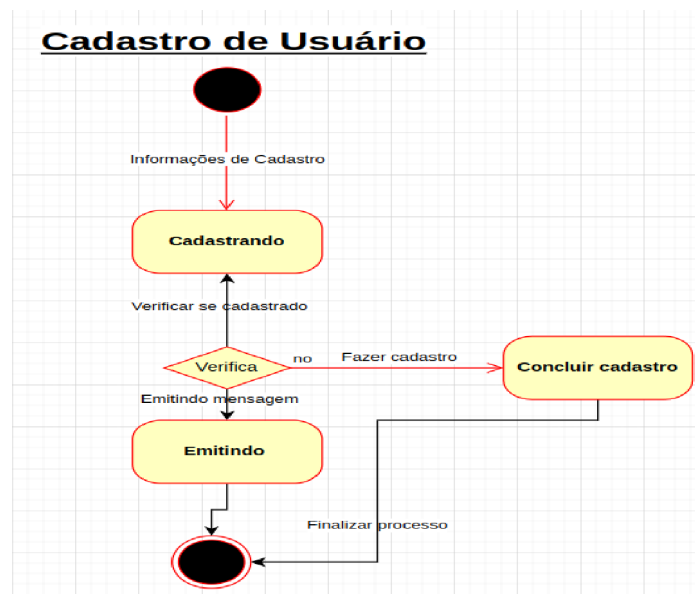 Cadastro de Usuário
Informações de Cadastro
Cadastrando
Verificar se cadastrado
Verifica
no
Fazer cadastro
Concluir cadastro
Emitindo mensagem
Emitindo
Finalizar processo